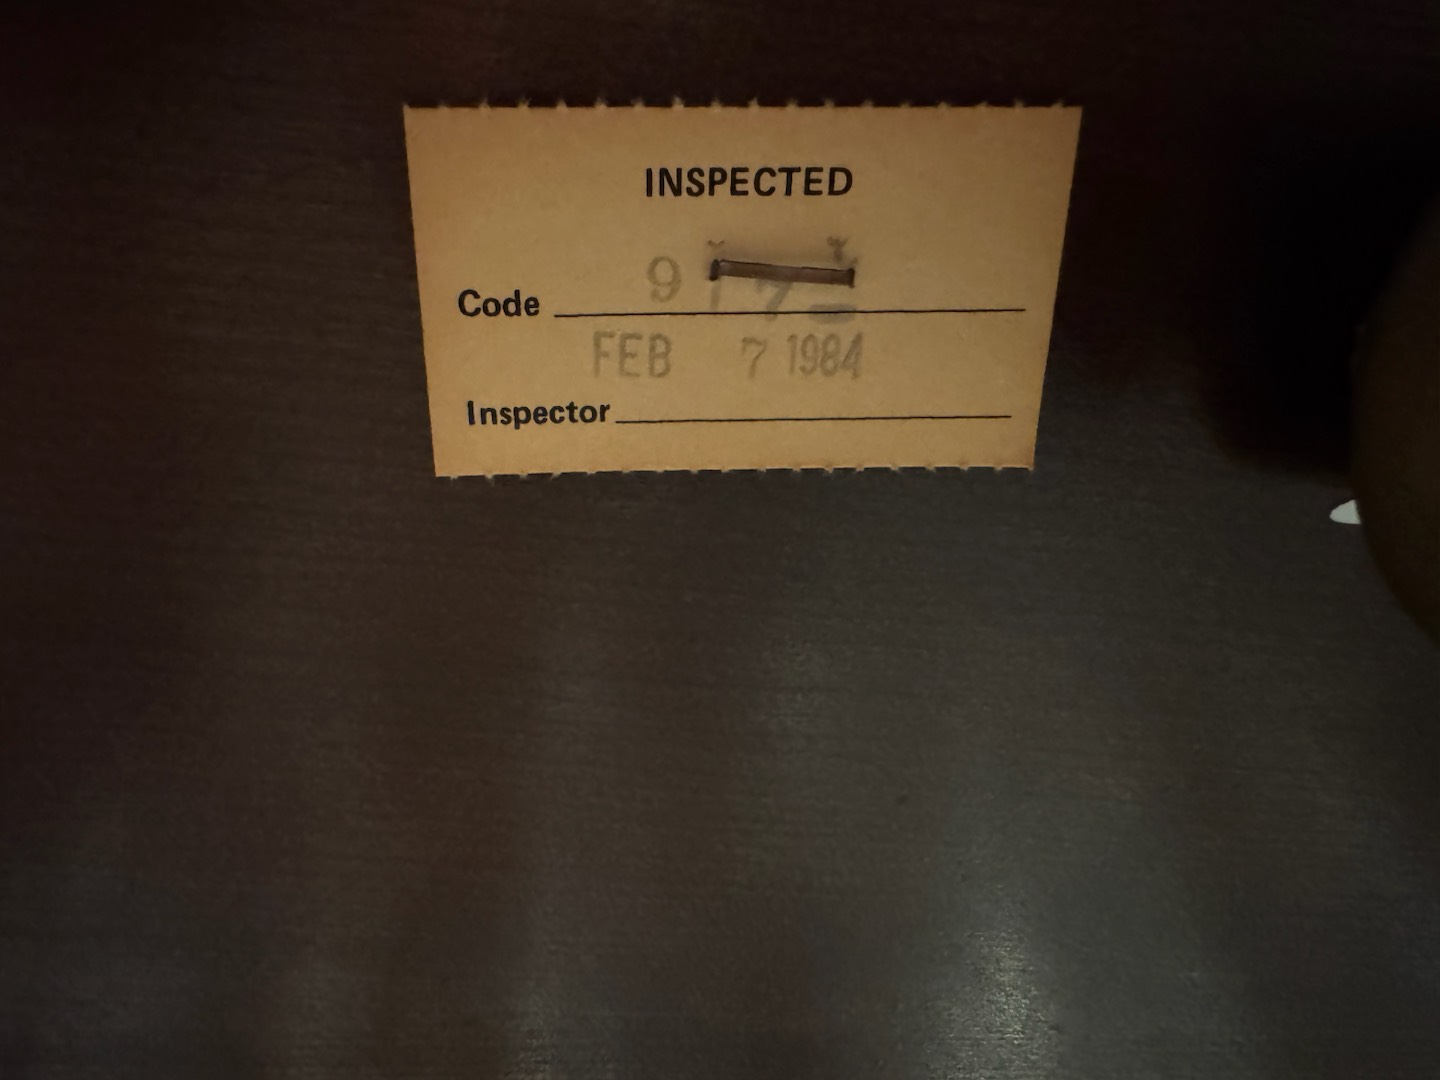 INSPECTED
Code 9
FEB 7 1984
Inspector